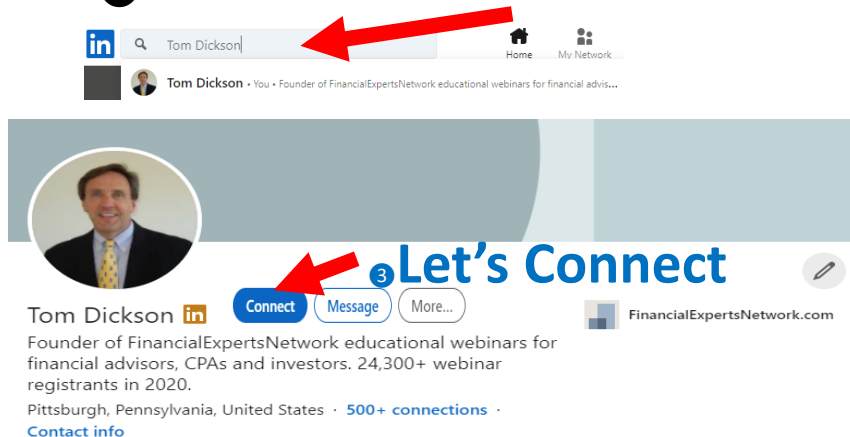 in Tom Dickson
Home My Network
Tom Dickson • You • Founder of FinancialExpertsNetwork educational webinars for financial advis...
3 Let's Connect
Connect Message More...
Tom Dickson in
FinancialExpertsNetwork.com
Founder of FinancialExpertsNetwork educational webinars for
financial advisors, CPAs and investors. 24,300+ webinar
registrants in 2020.
Pittsburgh, Pennsylvania, United States · 500+ connections ·
Contact info